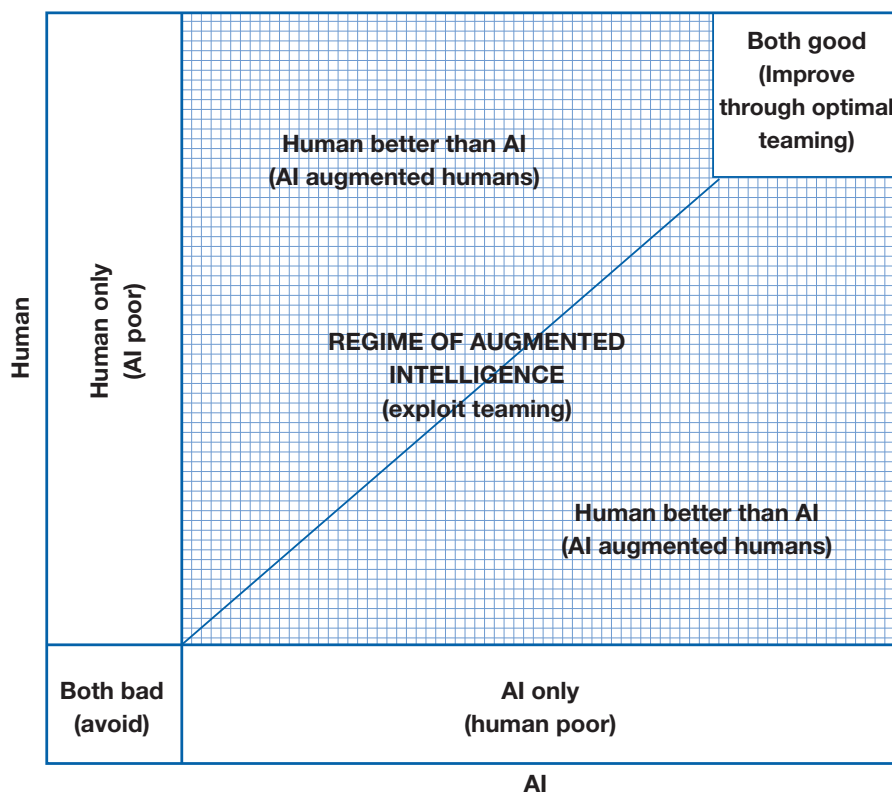 Both good
(Improve
through optimal
teaming)
Human better than AI
(AI augmented humans)
Human
Human only
(AI poor)
REGIME OF AUGMENTED
INTELLIGENCE
(exploit teaming)
Human better than AI
(AI augmented humans)
Both bad
(avoid)
AI only
(human poor)
AI